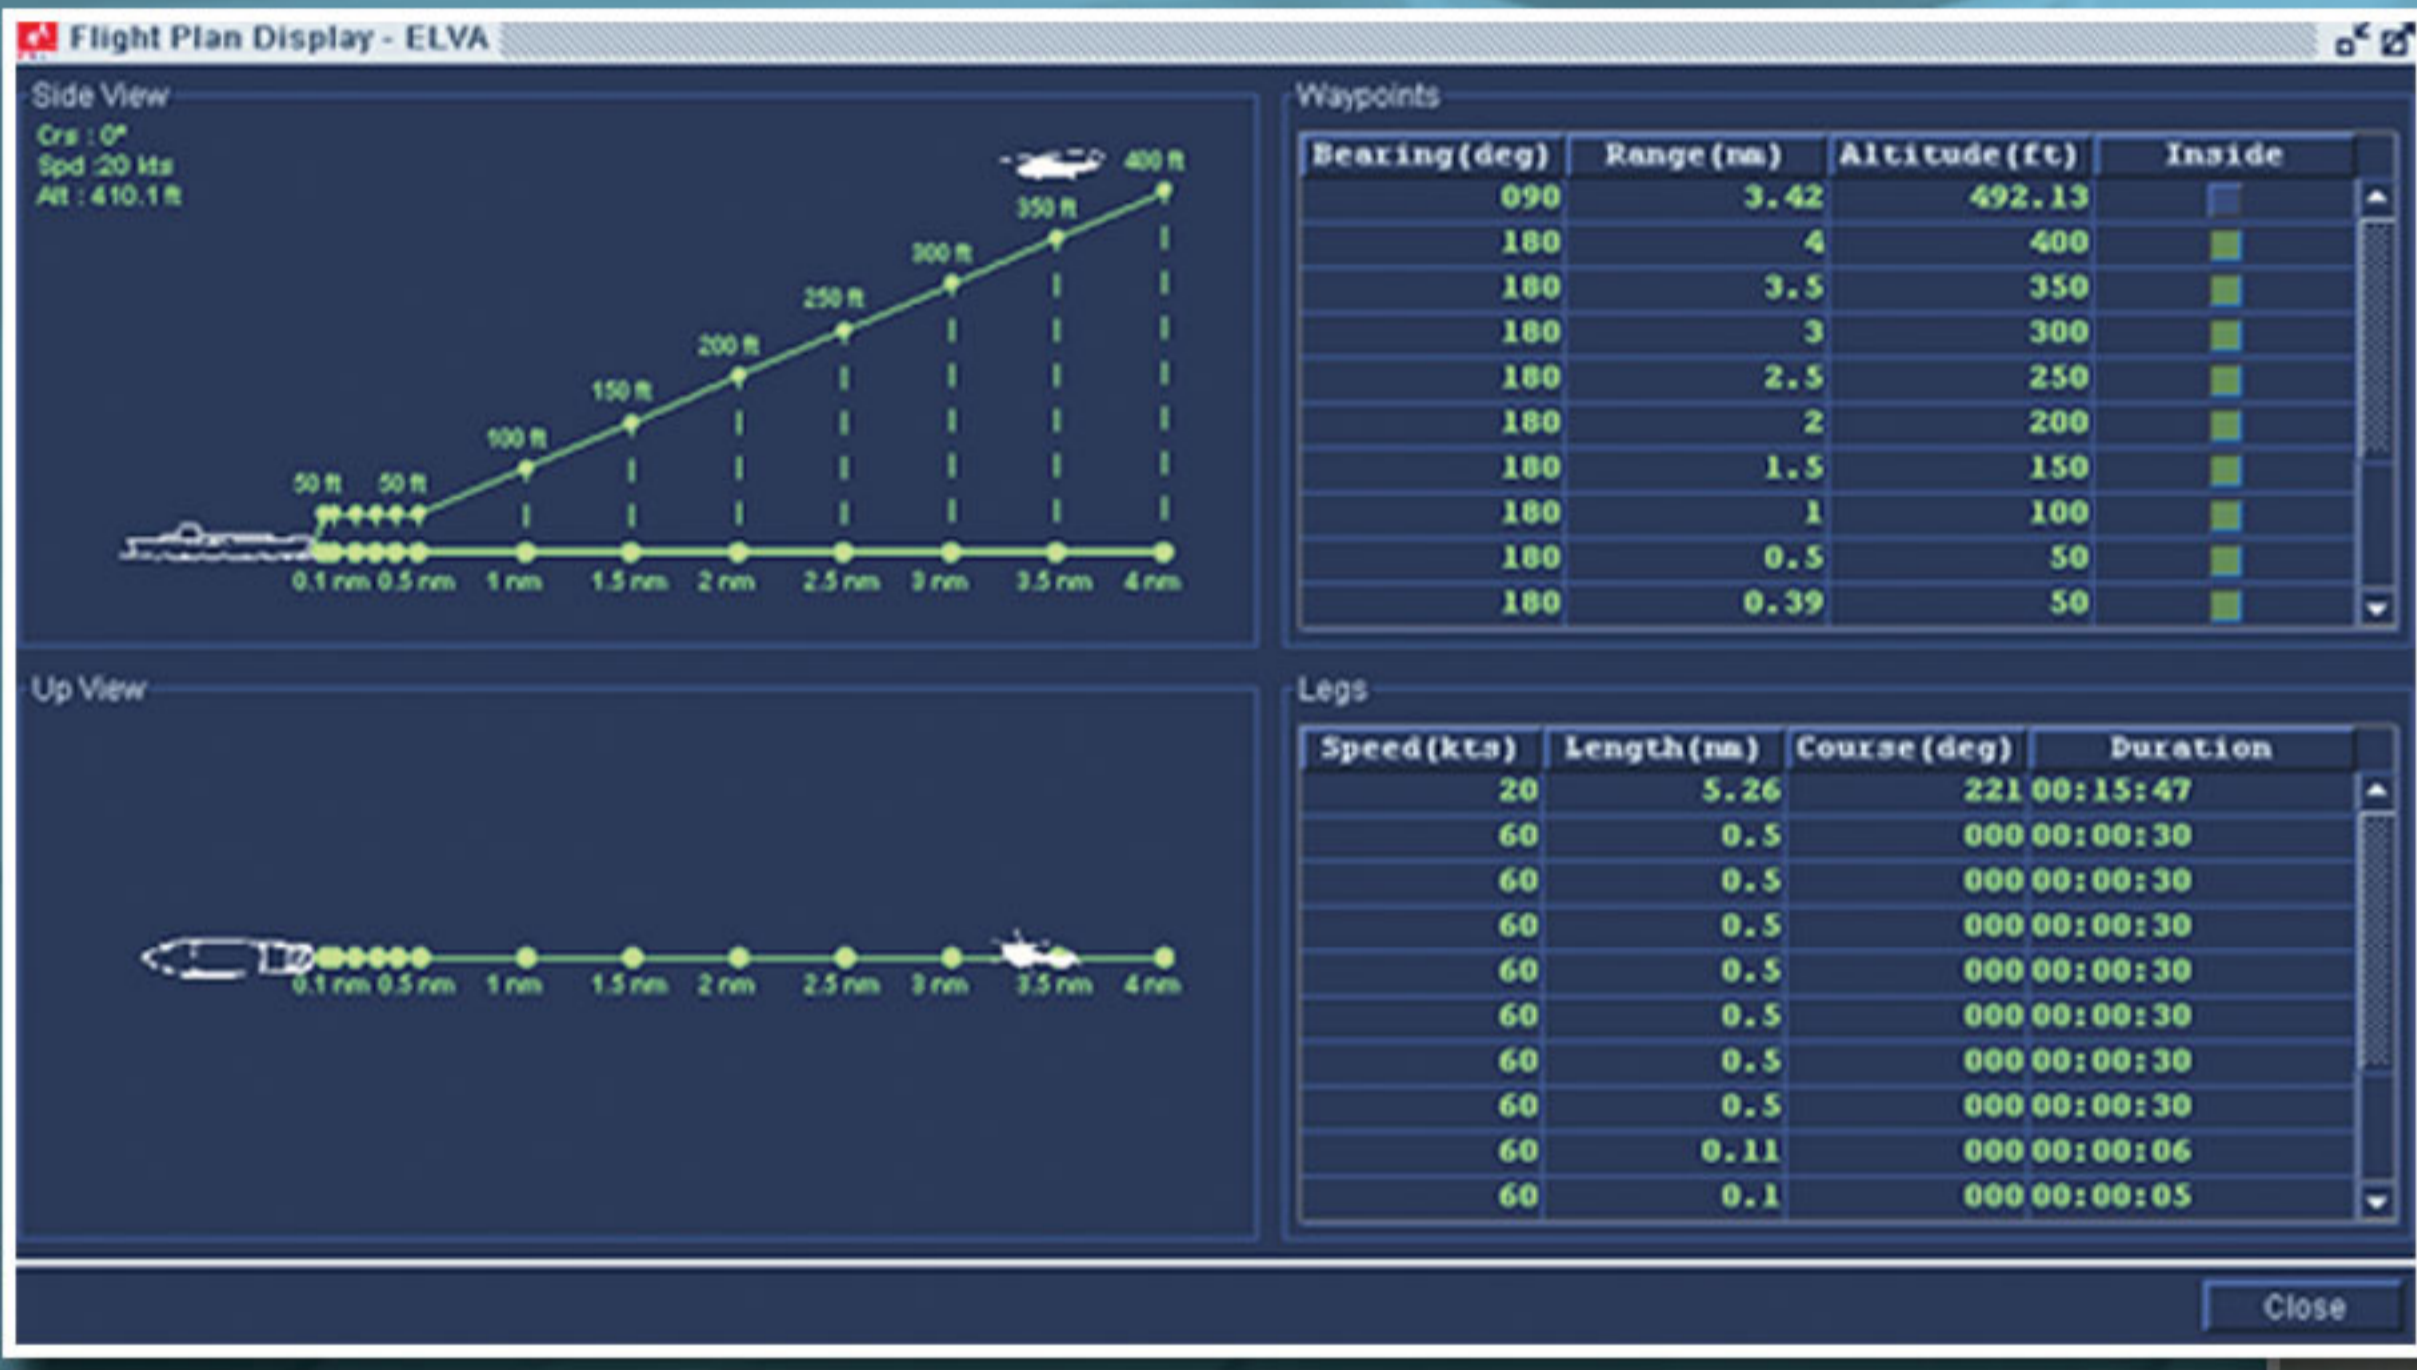 Flight Plan Display - ELVA
Side View
Crs : 0°
Spd :20 kts
Alt : 410.1 ft
400 ft
350 ft
300 ft
250 ft
200 ft
150 ft
100 ft
50 ft 50 ft
0.1 nm 0.5 nm 1 nm 1.5 nm 2 nm 2.5 nm 3 nm 3.5 nm 4 nm
Waypoints
Bearing(deg) Range(nm) Altitude(ft) Inside
090 3.42 492.13
180 4 400
180 3.5 350
180 3 300
180 2.5 250
180 2 200
180 1.5 150
180 1 100
180 0.5 50
180 0.39 50
Up View
0.1 nm 0.5 nm 1 nm 1.5 nm 2 nm 2.5 nm 3 nm 3.5 nm 4 nm
Legs
Speed(kts) Length(nm) Course(deg) Duration
20 5.26 221 00:15:47
60 0.5 000 00:00:30
60 0.5 000 00:00:30
60 0.5 000 00:00:30
60 0.5 000 00:00:30
60 0.5 000 00:00:30
60 0.5 000 00:00:30
60 0.5 000 00:00:30
60 0.11 000 00:00:06
60 0.1 000 00:00:05
Close